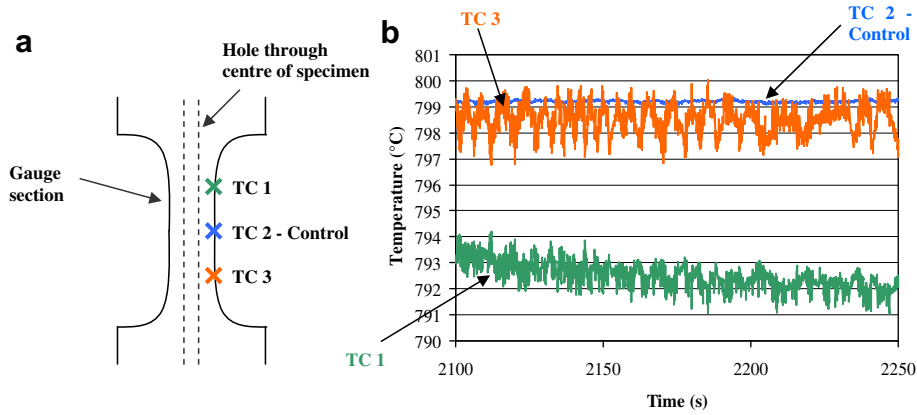 a
Hole through
centre of specimen
Gauge
section
TC 1
TC 2 - Control
TC 3
b
TC 3
TC 2 -
Control
Temperature (°C)
801
800
799
798
797
796
795
794
793
792
791
790
TC 1
2100
2150
2200
2250
Time (s)